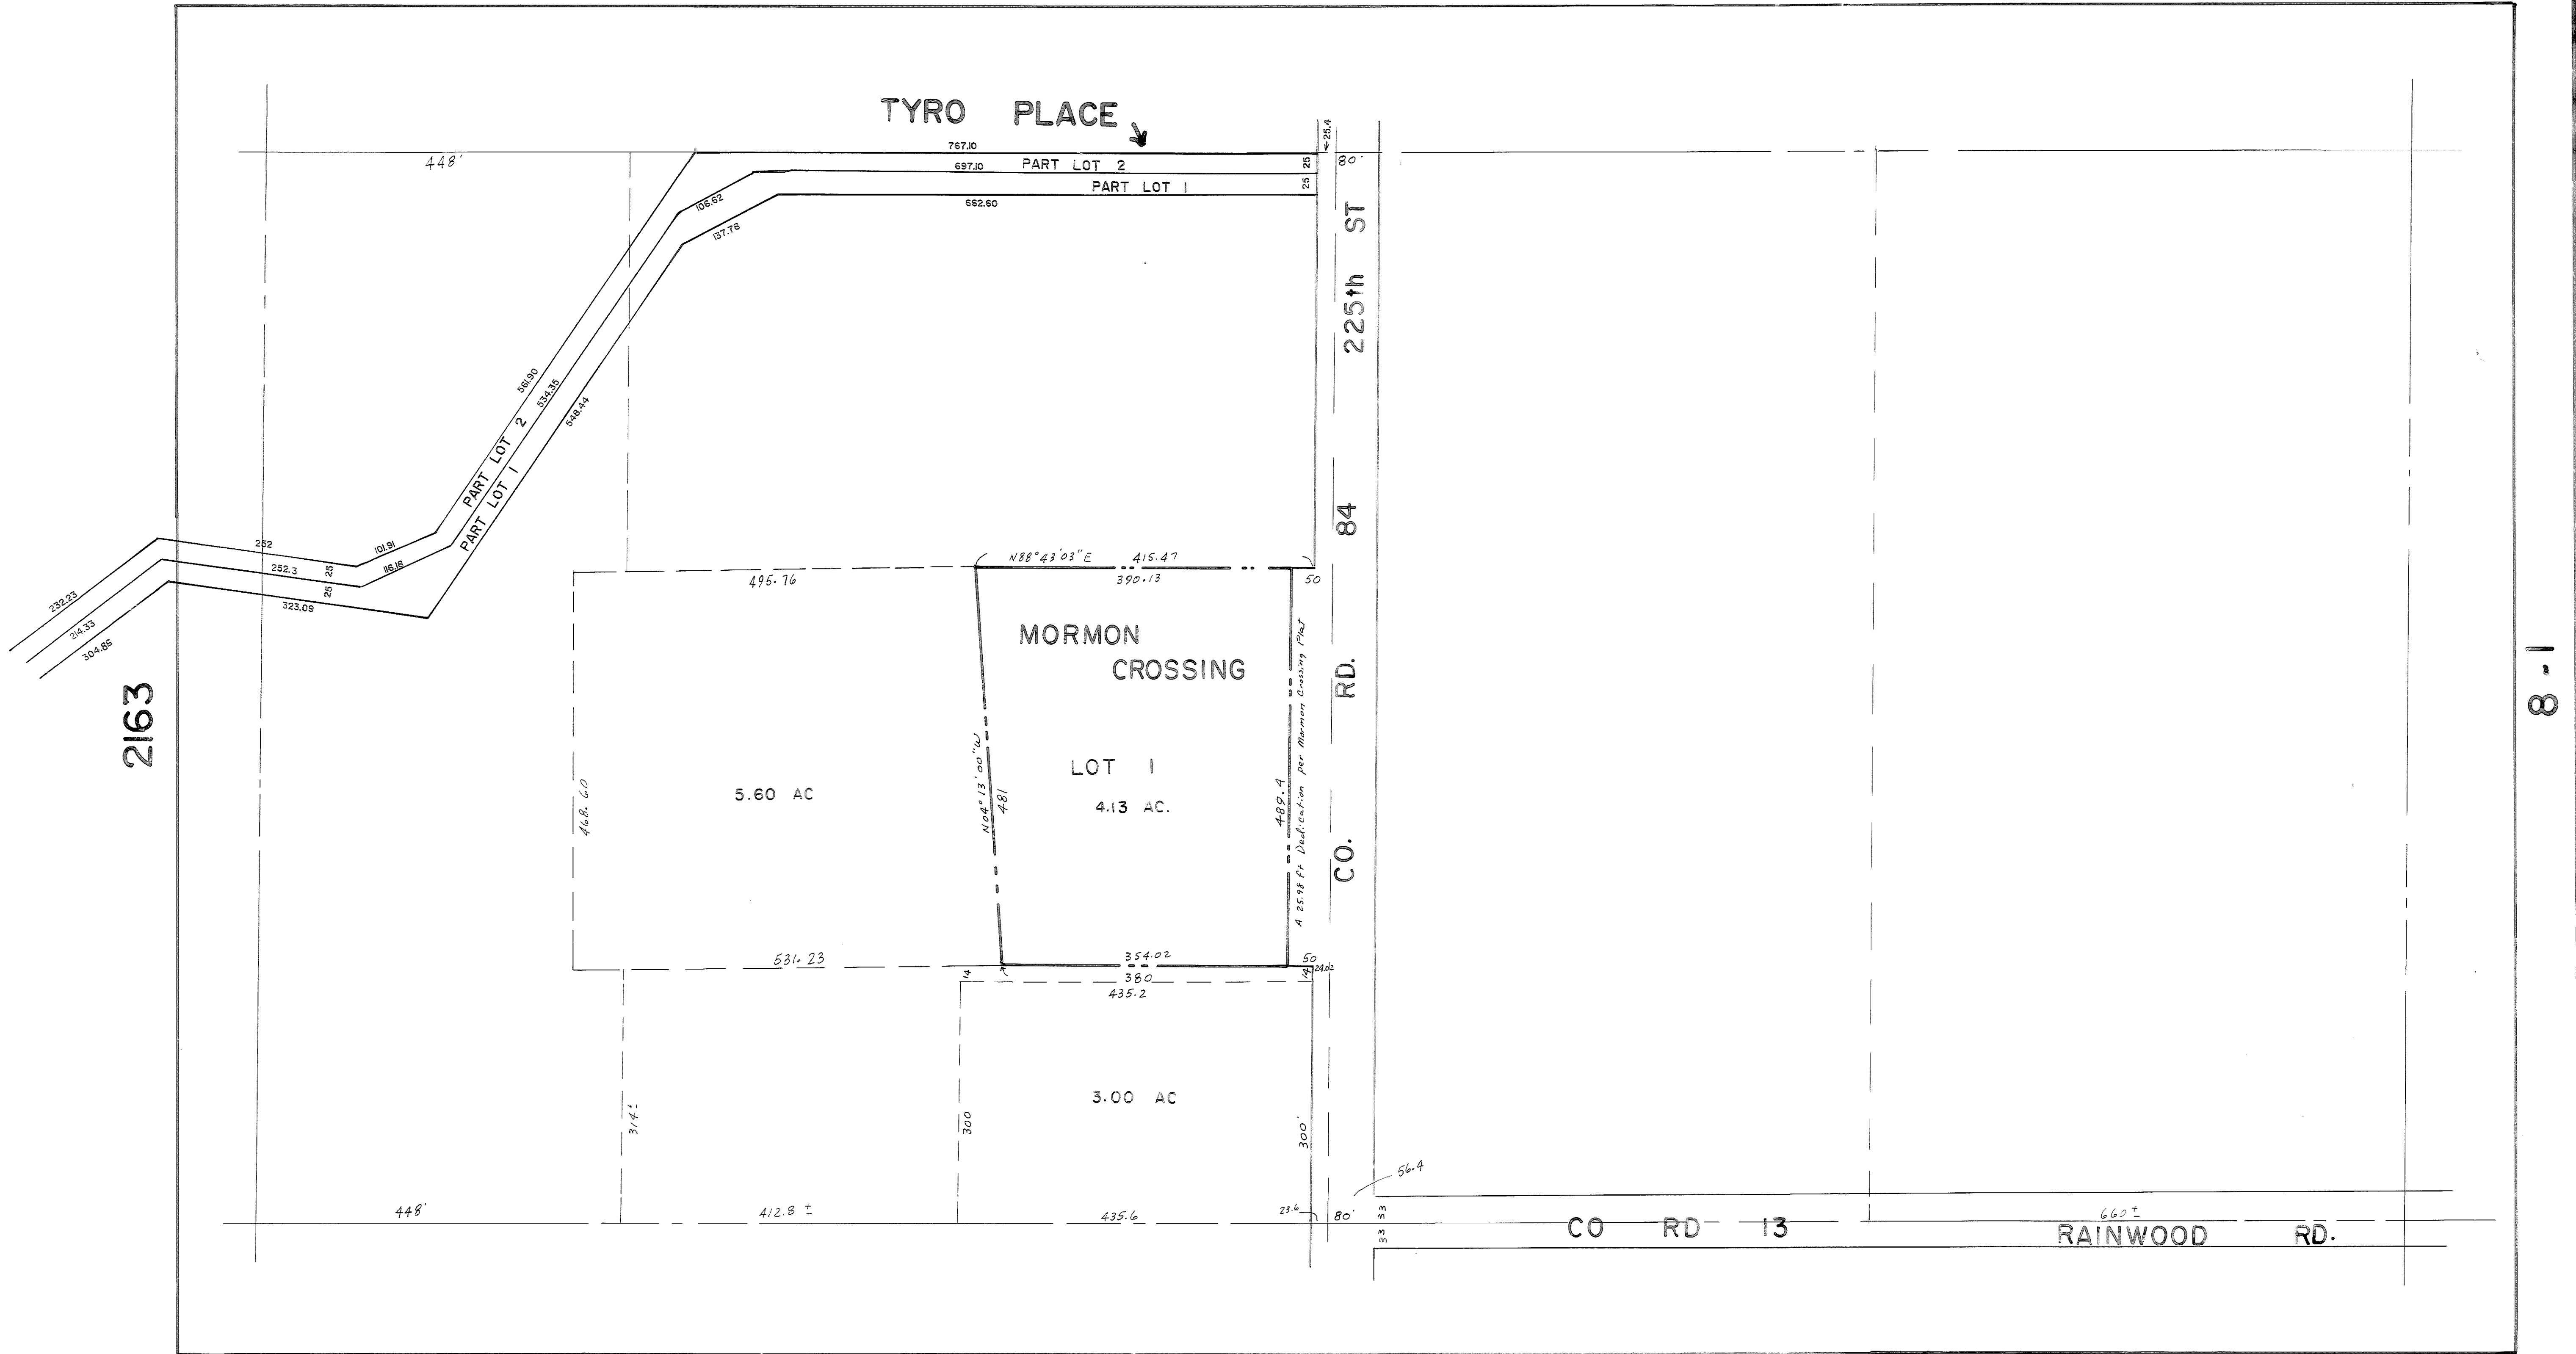 TYRO PLACE
767.10
25.4
448'
697.10
PART LOT 2
25
80'
PART LOT 1
25
662.60
106.62
137.78
225th ST
561.90
534.35
548.44
PART LOT 2
PART LOT 1
252
101.91
252.3
25
116.18
25
323.09
232.23
214.33
304.86
2163
8-1
N88°43'03"E 415.47
495.76
390.13
50
84
MORMON
CROSSING
RD.
N04°13'00"W
481
LOT 1
4.13 AC.
489.4
A 25.98 ft Dedication per Mormon Crossing Plat
468.60
5.60 AC
CO.
531.23
354.02
50
14
380
14
24.02
435.2
3.00 AC
314±
300
300'
56.4
448'
412.8 ±
435.6
23.6
80'
33
33
CO RD 13
660±
RAINWOOD RD.